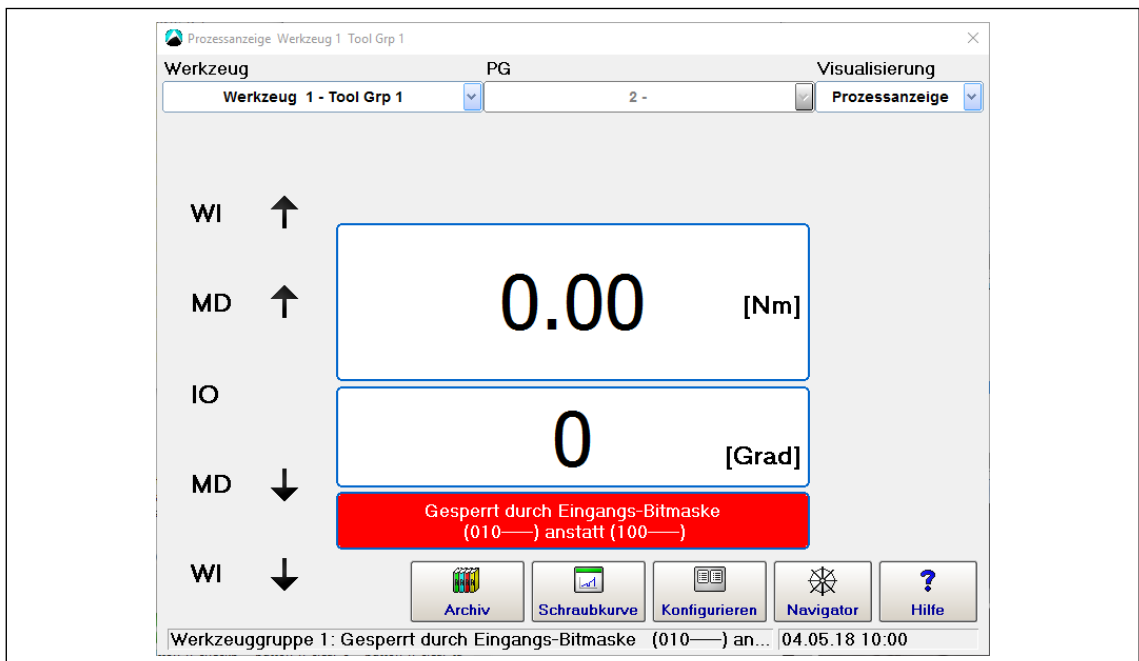 Prozessanzeige Werkzeug 1 Tool Grp 1
Werkzeug PG Visualisierung
Werkzeug 1 - Tool Grp 1 2 - Prozessanzeige
WI
MD
0.00 [Nm]
IO
0 [Grad]
MD
Gesperrt durch Eingangs-Bitmaske
(010-----) anstatt (100-----)
WI
Archiv Schraubkurve Konfigurieren Navigator ? Hilfe
Werkzeuggruppe 1: Gesperrt durch Eingangs-Bitmaske (010-----) an... 04.05.18 10:00